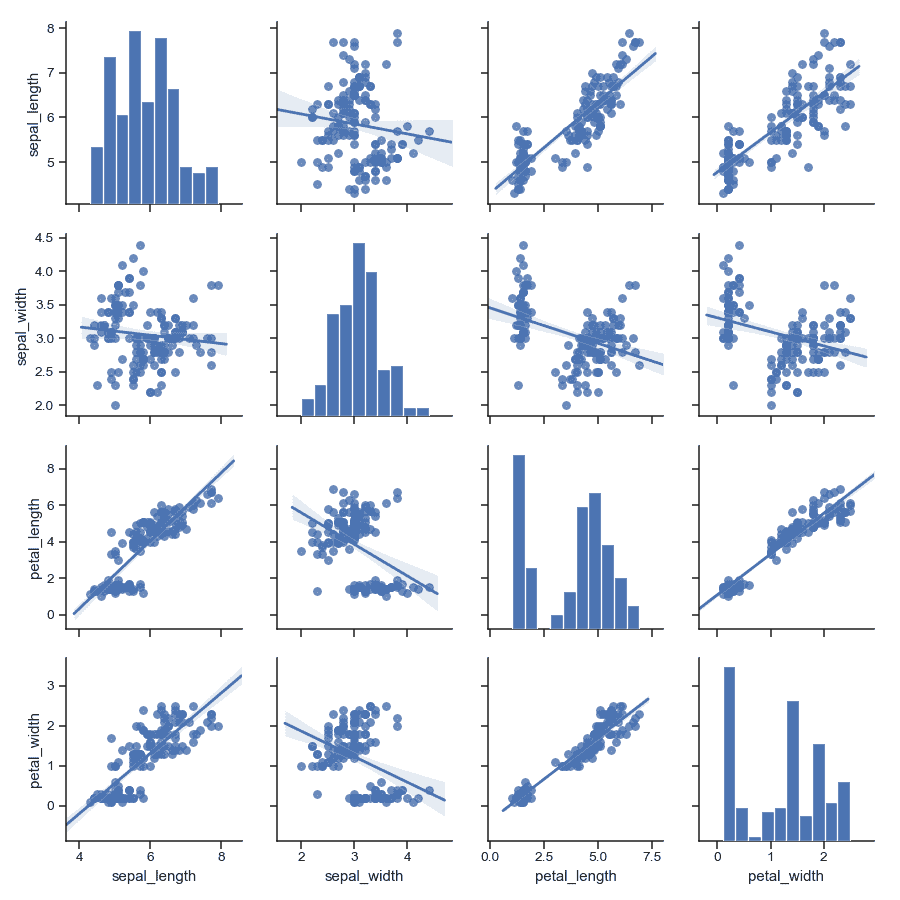 8
7
6
5
sepal_length
4.5
4.0
3.5
3.0
2.5
2.0
sepal_width
8
6
4
2
0
petal_length
3
2
1
0
petal_width
4 6 8
sepal_length
2 3 4
sepal_width
0.0 2.5 5.0 7.5
petal_length
0 1 2
petal_width